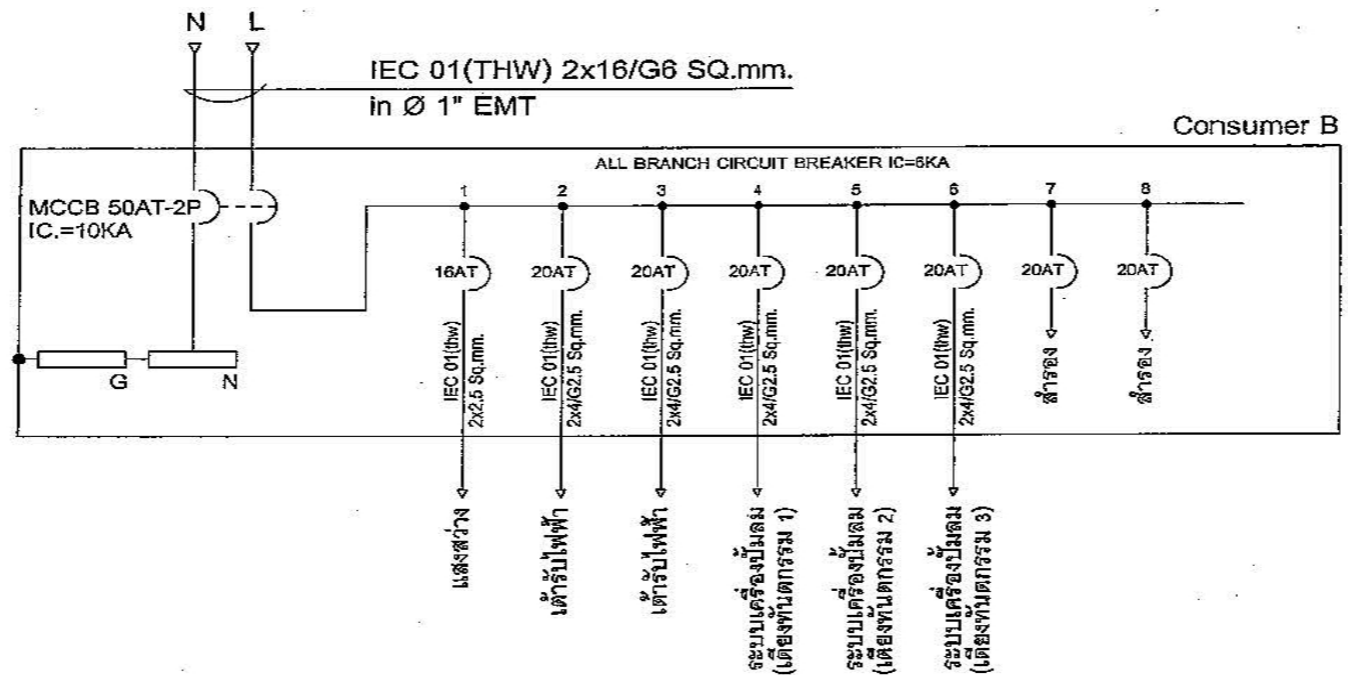 N L
IEC 01(THW) 2x16/G6 SQ.mm.
in Ø 1" EMT
Consumer B
ALL BRANCH CIRCUIT BREAKER IC=6KA
1 2 3 4 5 6 7 8
MCCB 50AT-2P
IC.=10KA
16AT 20AT 20AT 20AT 20AT 20AT 20AT 20AT
IEC 01(thw)
2x2.5 Sq.mm.
IEC 01(thw)
2x4/G2.5 Sq.mm.
IEC 01(thw)
2x4/G2.5 Sq.mm.
IEC 01(thw)
2x4/G2.5 Sq.mm.
IEC 01(thw)
2x4/G2.5 Sq.mm.
IEC 01(thw)
2x4/G2.5 Sq.mm.
สำรอง
สำรอง
G N
แสงสว่าง
เต้ารับไฟฟ้า
เต้ารับไฟฟ้า
ระบบเครื่องปั๊มลม
(เตียงทันตกรรม 1)
ระบบเครื่องปั๊มลม
(เตียงทันตกรรม 2)
ระบบเครื่องปั๊มลม
(เตียงทันตกรรม 3)